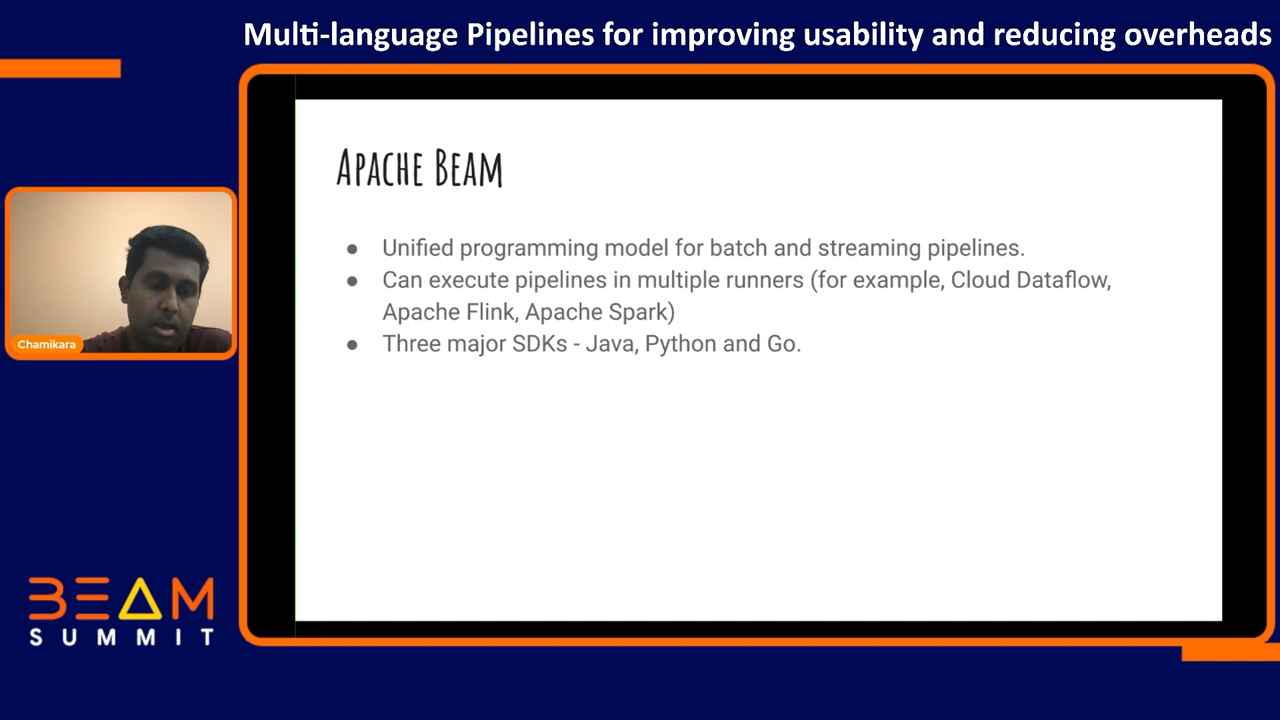 Multi-language Pipelines for improving usability and reducing overheads
Apache Beam
● Unified programming model for batch and streaming pipelines.
● Can execute pipelines in multiple runners (for example, Cloud Dataflow,
Apache Flink, Apache Spark)
● Three major SDKs - Java, Python and Go.
Chamikara
BEAM
SUMMIT